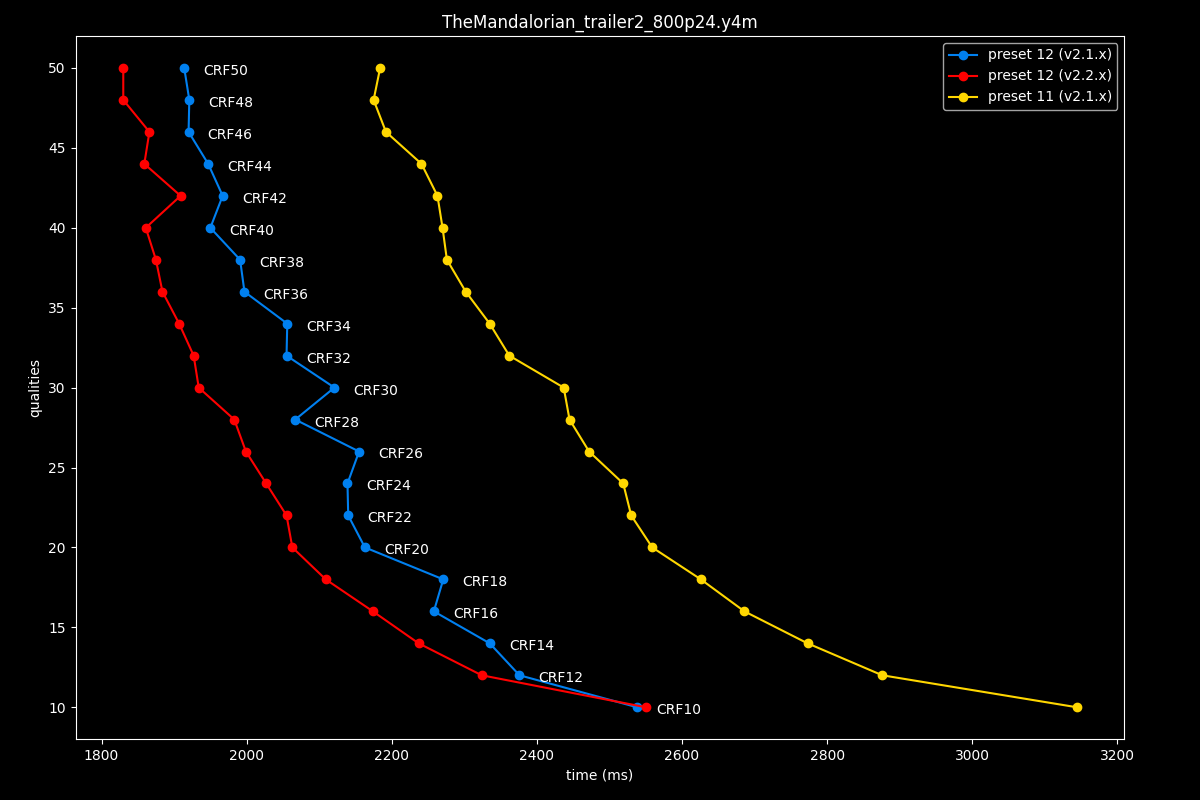 TheMandalorian_trailer2_800p24.y4m
preset 12 (v2.1.x)
preset 12 (v2.2.x)
preset 11 (v2.1.x)
50
45
40
35
30
25
20
15
10
qualities
CRF50
CRF48
CRF46
CRF44
CRF42
CRF40
CRF38
CRF36
CRF34
CRF32
CRF30
CRF28
CRF26
CRF24
CRF22
CRF20
CRF18
CRF16
CRF14
CRF12
CRF10
1800 2000 2200 2400 2600 2800 3000 3200
time (ms)